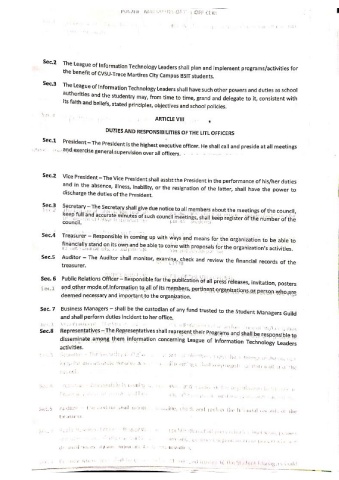 Sec.2 The League of Information Technology Leaders shall plan and implement programs/activities for
the benefit of CVSU-Trece Martires City Campus BSIT students.
Sec.3 The League of Information Technology Leaders shall have such other powers and duties as school
authorities and the studentry may, from time to time, grand and delegate to it, consistent with
its faith and beliefs, stated principles, objectives and school policies.
ARTICLE VIII
DUTIES AND RESPONSIBILITIES OF THE LITL OFFICERS
Sec.1 President – The President is the highest executive officer. He shall call and preside at all meetings
and exercise general supervision over all officers.
Sec.2 Vice President – The Vice President shall assist the President in the performance of his/her duties
and in the absence, illness, inability, or the resignation of the latter, shall have the power to
discharge the duties of the President.
Sec.3 Secretary – The Secretary shall give due notice to all members about the meetings of the council,
keep full and accurate minutes of such council meetings, shall keep register of the number of the
council.
Sec.4 Treasurer – Responsible in coming up with ways and means for the organization to be able to
financially stand on its own and be able to come with proposals for the organization's activities.
Sec.5 Auditor – The Auditor shall monitor, examine, check and review the financial records of the
treasurer.
Sec. 6 Public Relations Officer – Responsible for the publication of all press releases, invitation, posters
and other mode of information to all of its members, pertinent organizations or person who are
deemed necessary and important to the organization.
Sec. 7 Business Managers – shall be the custodian of any fund trusted to the Student Managers Guild
and shall perform duties incident to her office.
Sec.8 Representatives – The Representatives shall represent their Programs and shall be responsible to
disseminate among them information concerning League of Information Technology Leaders
activities.